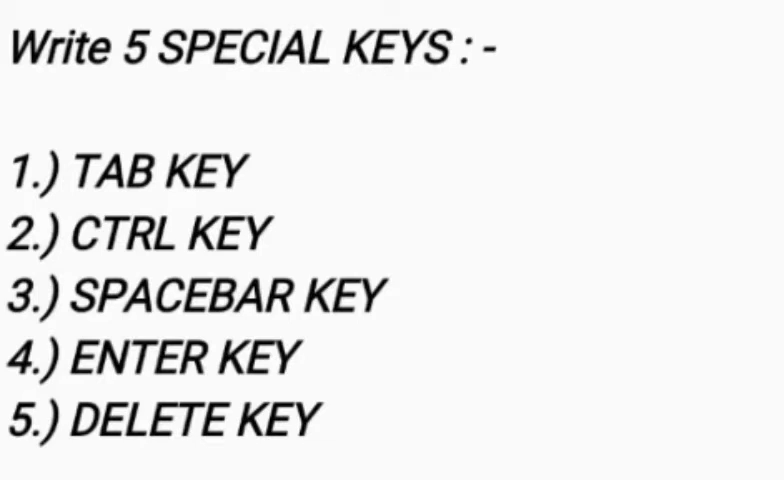 Write 5 SPECIAL KEYS : -
1.) TAB KEY
2.) CTRL KEY
3.) SPACEBAR KEY
4.) ENTER KEY
5.) DELETE KEY